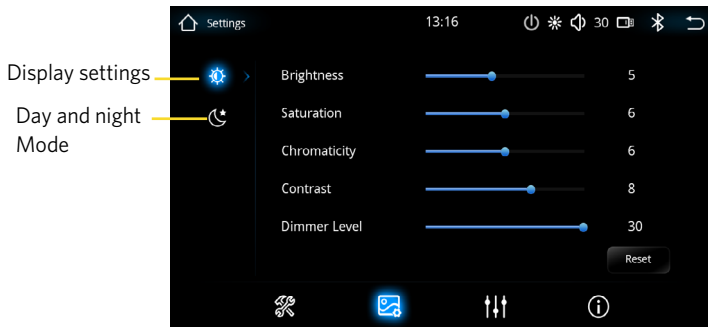 Settings 13:16 30
Display settings
Day and night
Mode
Brightness 5
Saturation 6
Chromaticity 6
Contrast 8
Dimmer Level 30
Reset